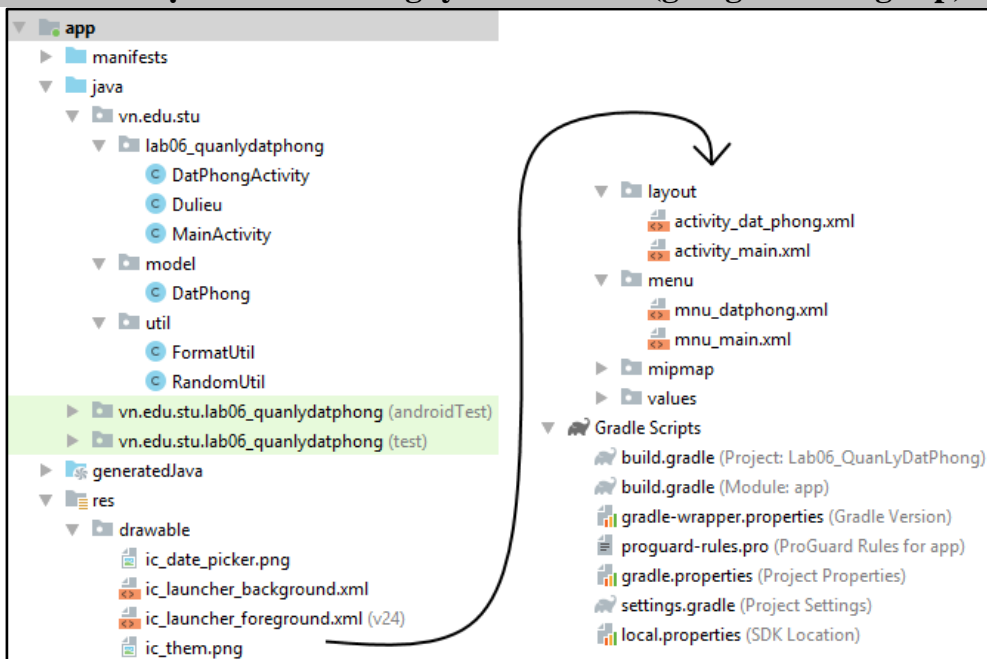 app
manifests
java
vn.edu.stu
lab06_quanlydatphong
DatPhongActivity
Dulieu
MainActivity
model
DatPhong
util
FormatUtil
RandomUtil
vn.edu.stu.lab06_quanlydatphong (androidTest)
vn.edu.stu.lab06_quanlydatphong (test)
generatedJava
res
drawable
ic_date_picker.png
ic_launcher_background.xml
ic_launcher_foreground.xml (v24)
ic_them.png
layout
activity_dat_phong.xml
activity_main.xml
menu
mnu_datphong.xml
mnu_main.xml
mipmap
values
Gradle Scripts
build.gradle (Project: Lab06_QuanLyDatPhong)
build.gradle (Module: app)
gradle-wrapper.properties (Gradle Version)
proguard-rules.pro (ProGuard Rules for app)
gradle.properties (Project Properties)
settings.gradle (Project Settings)
local.properties (SDK Location)